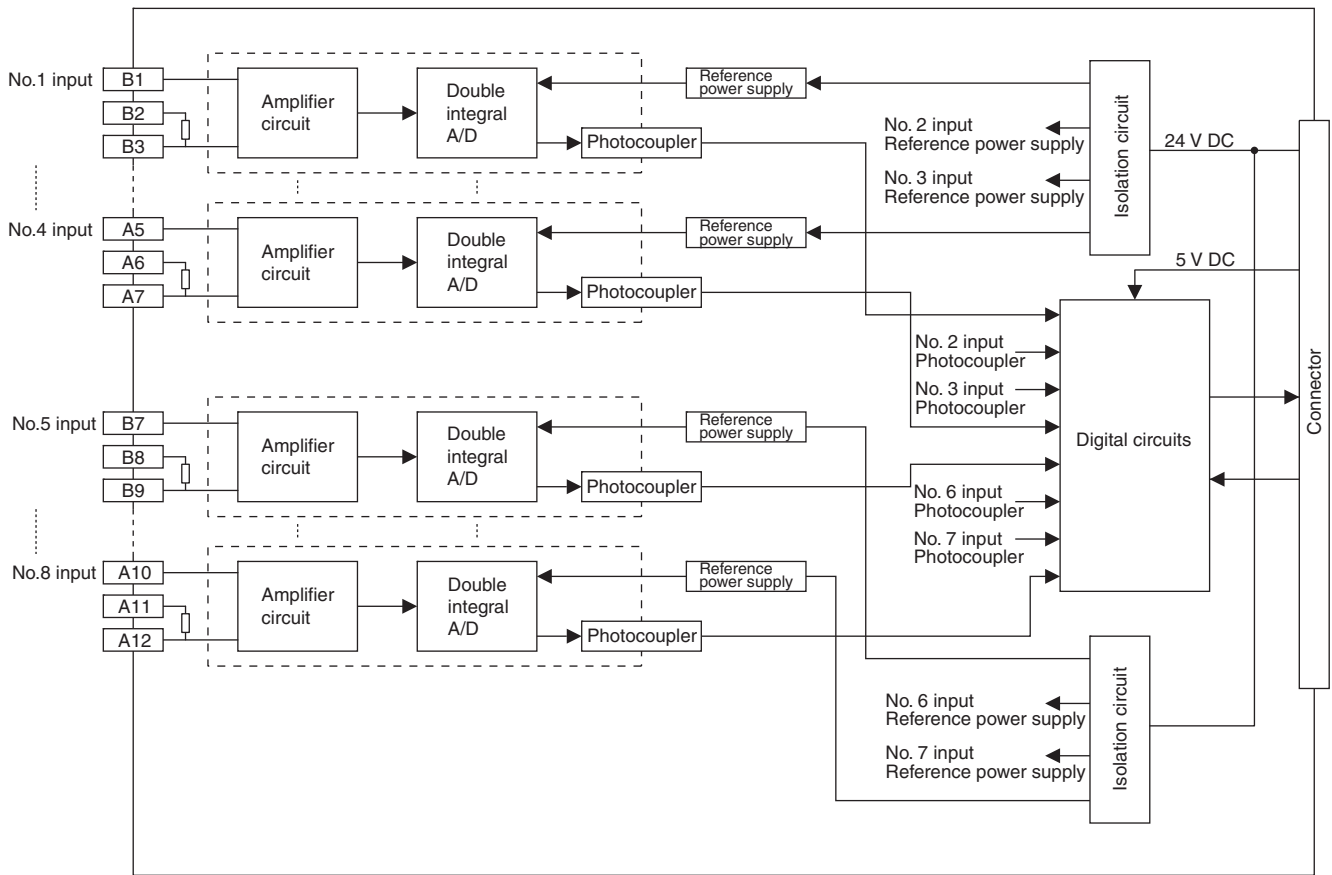 No.1 input
B1
B2
B3
Amplifier
circuit
Double
integral
A/D
Reference
power supply
Photocoupler
No. 2 input
Reference power supply
No. 3 input
Reference power supply
Isolation circuit
24 V DC
No.4 input
A5
A6
A7
Amplifier
circuit
Double
integral
A/D
Reference
power supply
Photocoupler
5 V DC
No. 2 input
Photocoupler
No. 3 input
Photocoupler
Digital circuits
Connector
No.5 input
B7
B8
B9
Amplifier
circuit
Double
integral
A/D
Reference
power supply
Photocoupler
No. 6 input
Photocoupler
No. 7 input
Photocoupler
No.8 input
A10
A11
A12
Amplifier
circuit
Double
integral
A/D
Reference
power supply
Photocoupler
No. 6 input
Reference power supply
No. 7 input
Reference power supply
Isolation circuit